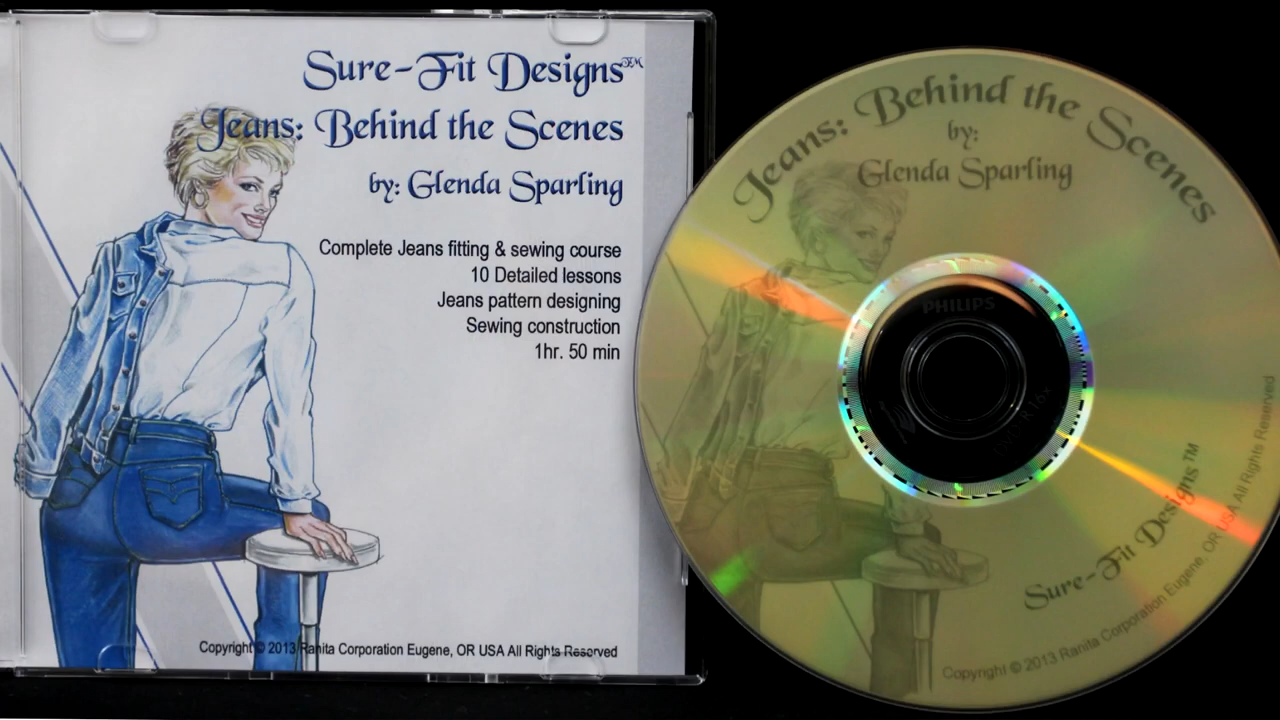 Sure-Fit Designs™
Jeans: Behind the Scenes
by: Glenda Sparling
Complete Jeans fitting & sewing course
10 Detailed lessons
Jeans pattern designing
Sewing construction
1hr. 50 min
Copyright © 2013 Ranita Corporation Eugene, OR USA All Rights Reserved
Jeans: Behind the Scenes
by:
Glenda Sparling
PHILIPS
Sure-Fit Designs™
Copyright © 2013 Ranita Corporation Eugene, OR USA All Rights Reserved